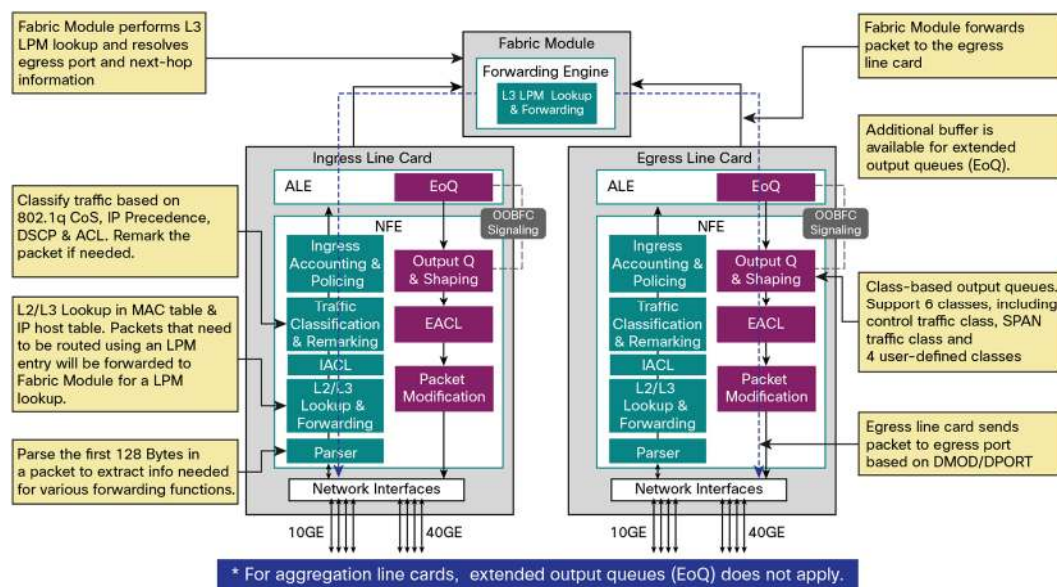 Fabric Module performs L3
LPM lookup and resolves
egress port and next-hop
information
Fabric Module
Forwarding Engine
L3 LPM Lookup
& Forwarding
Fabric Module forwards
packet to the egress
line card
Additional buffer is
available for extended
output queues (EoQ).
Classify traffic based on
802.1q CoS, IP Precedence,
DSCP & ACL. Remark the
packet if needed.
L2/L3 Lookup in MAC table &
IP host table. Packets that need
to be routed using an LPM
entry will be forwarded to
Fabric Module for a LPM
lookup.
Parse the first 128 Bytes in
a packet to extract info needed
for various forwarding functions.
Ingress Line Card
ALE
EoQ
OOBFC
Signaling
NFE
Ingress
Accounting &
Policing
Output Q
& Shaping
Traffic
Classification
& Remarking
EACL
IACL
L2/L3
Lookup &
Forwarding
Packet
Modification
Parser
Network Interfaces
10GE
40GE
Egress Line Card
ALE
EoQ
OOBFC
Signaling
NFE
Ingress
Accounting &
Policing
Output Q
& Shaping
Traffic
Classification
& Remarking
EACL
IACL
L2/L3
Lookup &
Forwarding
Packet
Modification
Parser
Network Interfaces
10GE
40GE
Class-based output queues.
Support 6 classes, including
control traffic class, SPAN
traffic class and
4 user-defined classes
Egress line card sends
packet to egress port
based on DMOD/DPORT
* For aggregation line cards, extended output queues (EoQ) does not apply.